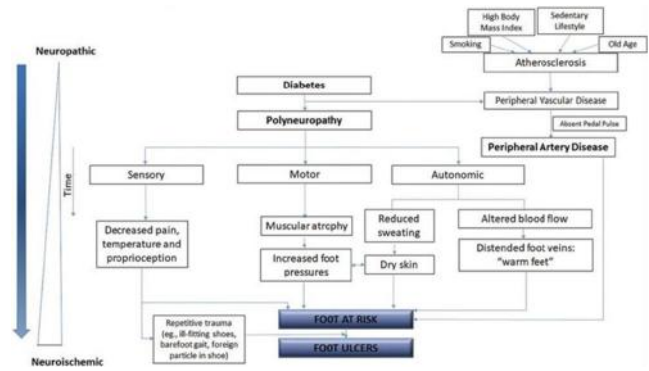 High Body
Mass Index
Sedentary
Lifestyle
Smoking
Old Age
Neuropathic
Atherosclerosis
Diabetes
Peripheral Vascular Disease
Polyneuropathy
Absent Pedal Pulse
Peripheral Artery Disease
Time
Sensory
Motor
Autonomic
Decreased pain,
temperature and
proprioception
Muscular atrcphy
Reduced
sweating
Altered blood flow
Increased foot
pressures
Dry skin
Distended foot veins:
"warm feet"
FOOT AT RISK
Repetitive trauma
(eg., ill-fitting shoes,
barefoot gait, foreign
particle in shoe)
FOOT ULCERS
Neuroischemic